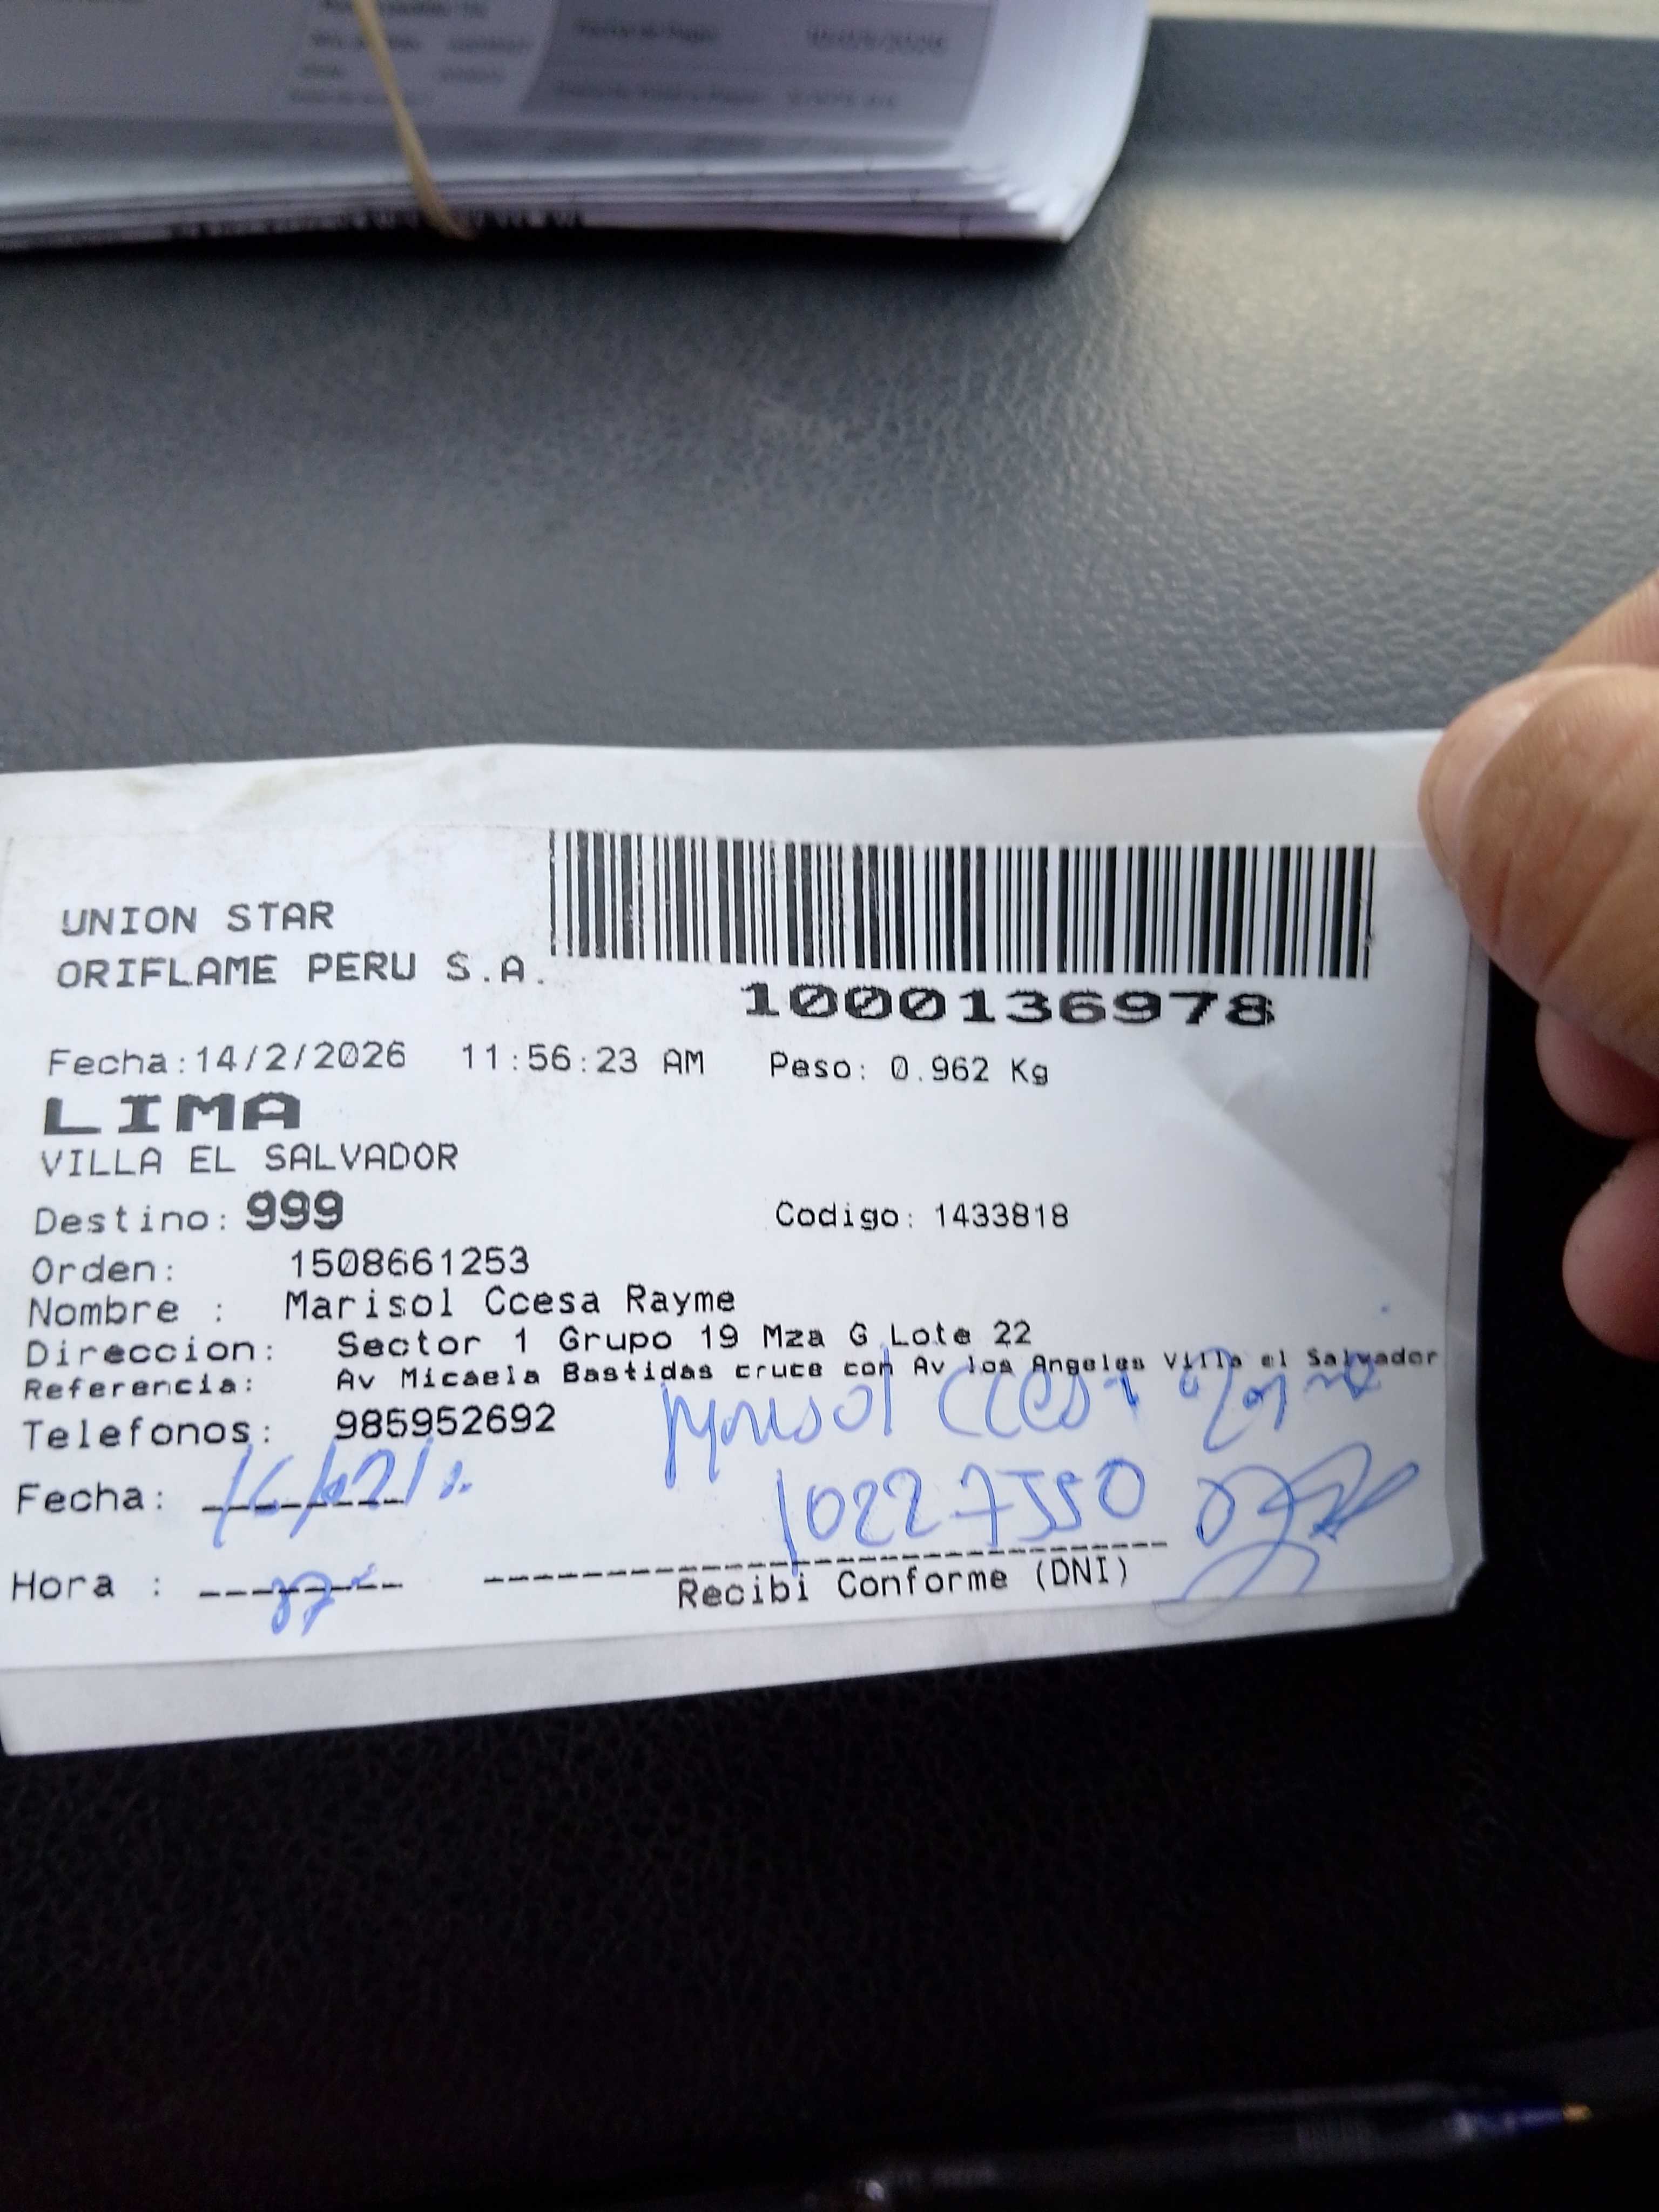 UNION STAR
ORIFLAME PERU S.A.
1000136978
Fecha:14/2/2026 11:56:23 AM Peso: 0.962 Kg
LIMA
VILLA EL SALVADOR
Destino: 999 Codigo: 1433818
Orden: 1508661253
Nombre : Marisol Ccesa Rayme
Direccion: Sector 1 Grupo 19 Mza G Lote 22
Referencia: Av Micaela Bastidas cruce con Av los Angeles Villa el Salvador
Telefonos: 985952692
Marisol Ccesa
Fecha:
10227550
Hora :
Recibi Conforme (DNI)